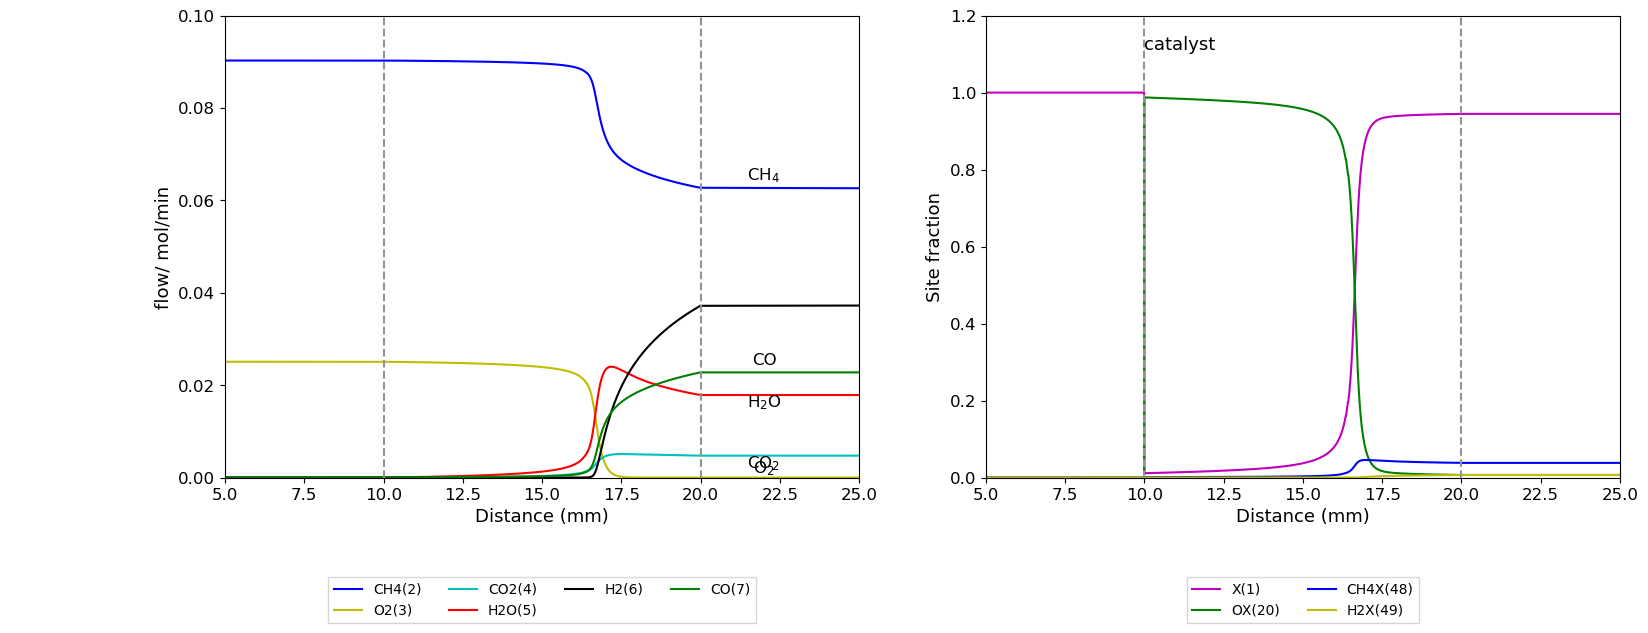 0.10
0.08
0.06
0.04
0.02
0.00
flow/ mol/min
CH4
CO
H2O
CO2
O2
5.0 7.5 10.0 12.5 15.0 17.5 20.0 22.5 25.0
Distance (mm)
CH4(2) CO2(4) H2(6) CO(7)
O2(3) H2O(5)
1.2
1.0
0.8
0.6
0.4
0.2
0.0
Site fraction
catalyst
5.0 7.5 10.0 12.5 15.0 17.5 20.0 22.5 25.0
Distance (mm)
X(1) CH4X(48)
OX(20) H2X(49)